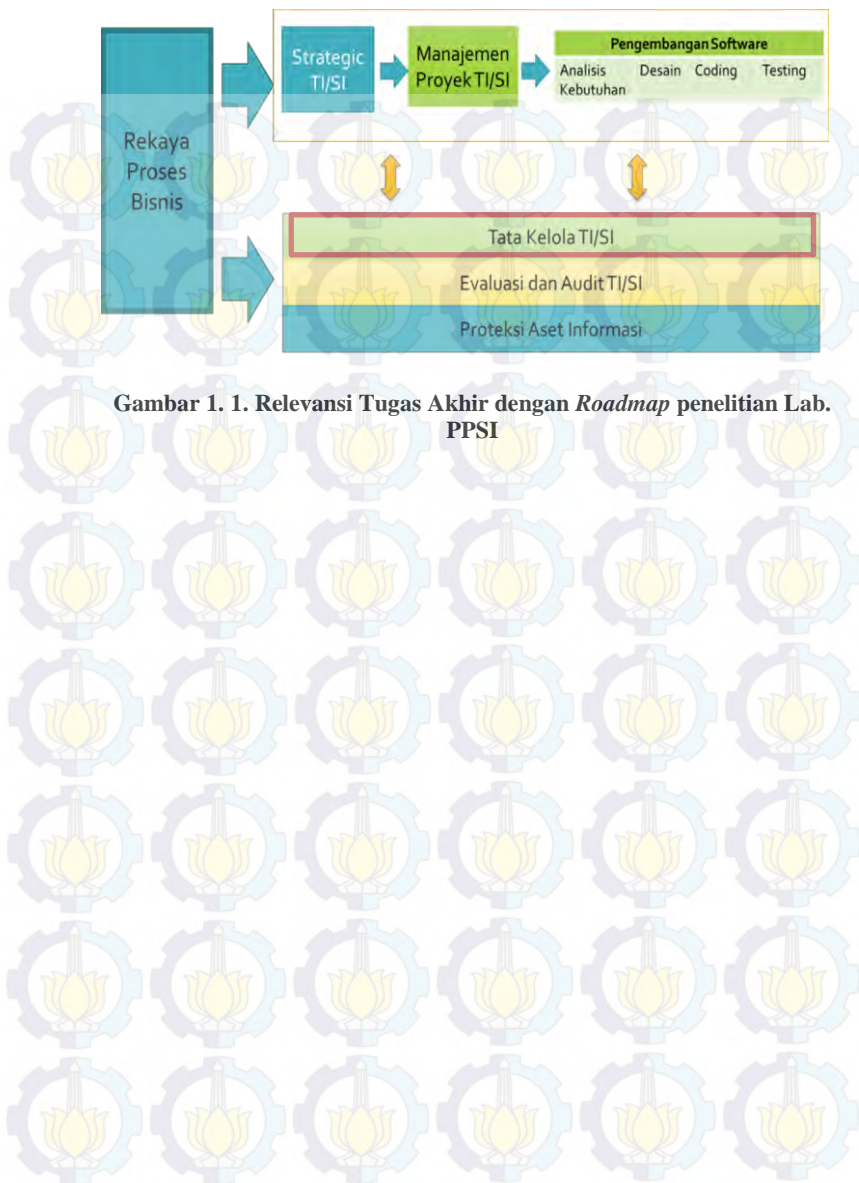 Rekaya
Proses
Bisnis
Strategic
TI/SI
Manajemen
Proyek TI/SI
Pengembangan Software
Analisis
Kebutuhan
Desain
Coding
Testing
Tata Kelola TI/SI
Evaluasi dan Audit TI/SI
Proteksi Aset Informasi
Gambar 1. 1. Relevansi Tugas Akhir dengan Roadmap penelitian Lab.
PPSI